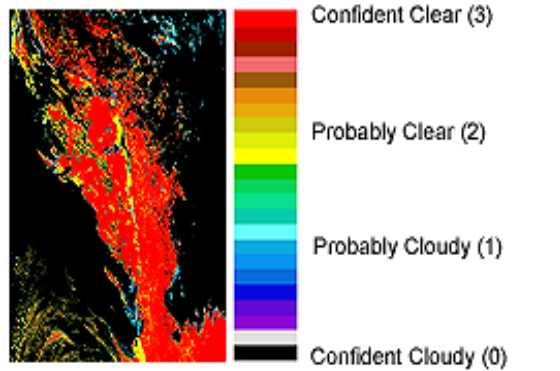 Confident Clear (3)
Probably Clear (2)
Probably Cloudy (1)
Confident Cloudy (0)